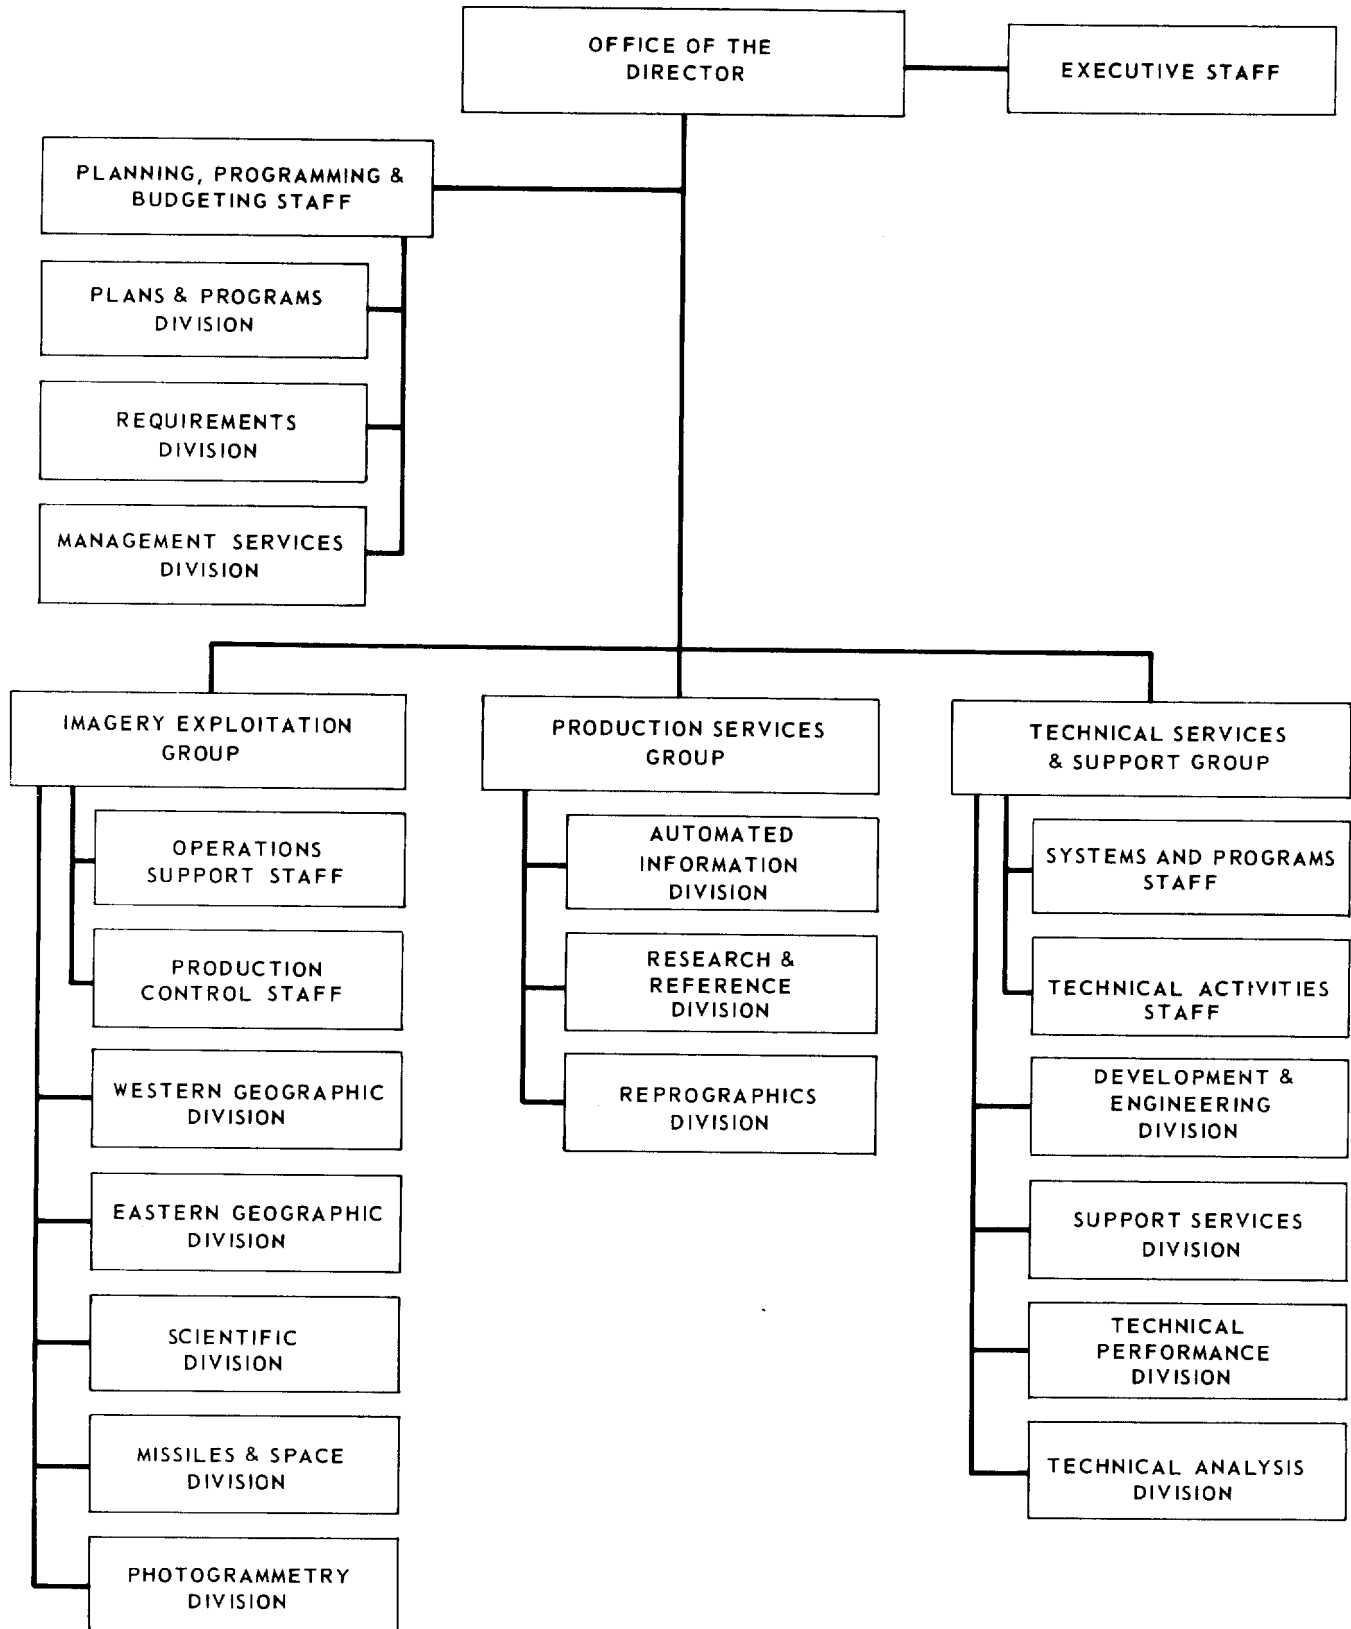 OFFICE OF THE
DIRECTOR
EXECUTIVE STAFF
PLANNING, PROGRAMMING &
BUDGETING STAFF
PLANS & PROGRAMS
DIVISION
REQUIREMENTS
DIVISION
MANAGEMENT SERVICES
DIVISION
IMAGERY EXPLOITATION
GROUP
OPERATIONS
SUPPORT STAFF
PRODUCTION
CONTROL STAFF
WESTERN GEOGRAPHIC
DIVISION
EASTERN GEOGRAPHIC
DIVISION
SCIENTIFIC
DIVISION
MISSILES & SPACE
DIVISION
PHOTOGRAMMETRY
DIVISION
PRODUCTION SERVICES
GROUP
AUTOMATED
INFORMATION
DIVISION
RESEARCH &
REFERENCE
DIVISION
REPROGRAPHICS
DIVISION
TECHNICAL SERVICES
& SUPPORT GROUP
SYSTEMS AND PROGRAMS
STAFF
TECHNICAL ACTIVITIES
STAFF
DEVELOPMENT &
ENGINEERING
DIVISION
SUPPORT SERVICES
DIVISION
TECHNICAL
PERFORMANCE
DIVISION
TECHNICAL ANALYSIS
DIVISION